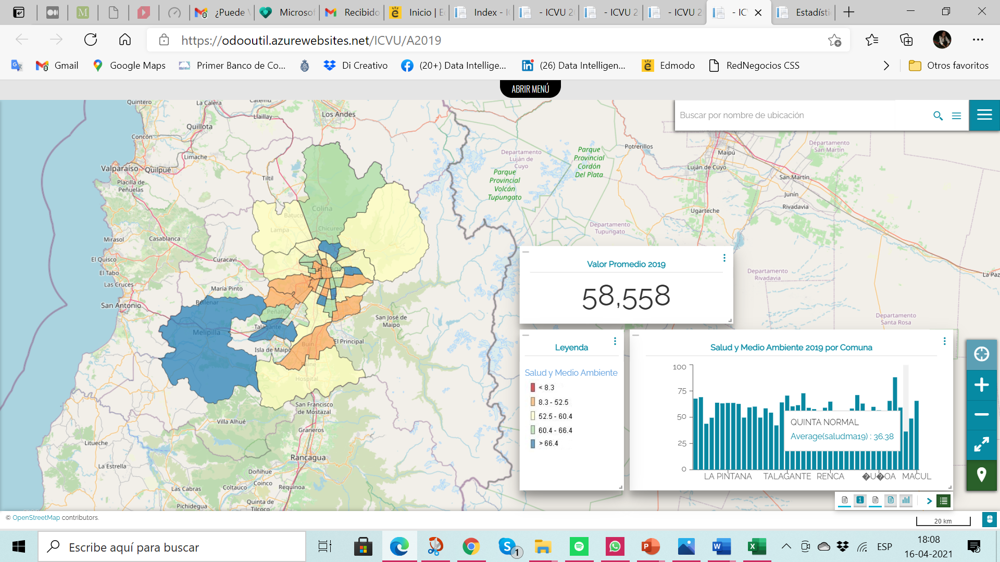 ¿Puede
Microsof
Recibido
Inicio | E
Index - I
- ICVU 2
- ICVU 2
- ICVU 2
- IC
Estadísti
https://odooutil.azurewebsites.net/ICVU/A2019
Gmail
Google Maps
Primer Banco de Co...
Di Creativo
(20+) Data Intellige...
(26) Data Intelligen...
Edmodo
RedNegocios CSS
Otros favoritos
ABRIR MENÚ
Buscar por nombre de ubicación
Quintero
La Calera
Catemu
Llaillay
Los Andes
Quillota
Concón
Limache
Valparaíso
Quilpué
Placilla de
Peñuelas
Tiltil
Colina
Batuco
Lampa
Chicureo
Mirasol
Casablanca
El Quisco
Curacaví
El Tabo
Las Cruces
María Pinto
San Antonio
Bollenar
Peñaflor
Melipilla
Talagante
Isla de Maipo
Buin
El Principal
San José de
Maipo
Paine
Hospital
San Francisco
de Mostazal
Villa Alhué
Graneros
Litueche
Rancagua
La Estrella
Doñihue
Coinco
Coltauco
Requinoa
Las Cabras
Pichidegua
Quinta de
Tilcoco
Departamento
Luján de
Cuyo
Parque
Provincial
Cordón
Del Plata
Parque
Provincial
Volcán
Tupungato
Potrerillos
Maipú
Luján de Cuyo
Departamento
San Martín
San Martín
Junín
Rivadavia
Ugarteche
Departamento
Tupungato
Departamento
Rivadavia
La Paz
Departamento
Santa Rosa
Valor Promedio 2019
58,558
Leyenda
Salud y Medio Ambiente
< 8.3
8.3 - 52.5
52.5 - 60.4
60.4 - 66.4
> 66.4
Salud y Medio Ambiente 2019 por Comuna
100
75
50
25
0
QUINTA NORMAL
Average(saludma19) : 36.38
LA PINTANA
TALAGANTE
RENCA
�U�OA
MACUL
1
© OpenStreetMap contributors.
20 km
Escribe aquí para buscar
1
ESP
18:08
16-04-2021